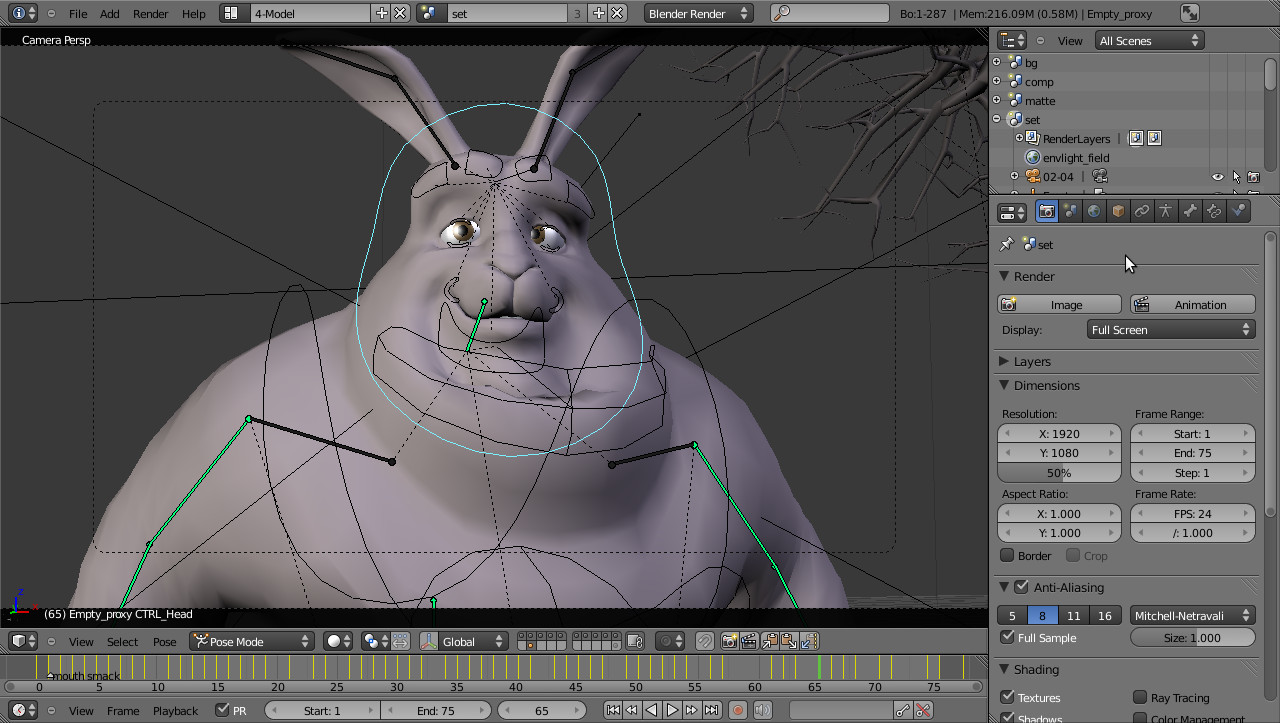 File Add Render Help 4-Model set 3 Blender Render Bo:1-287 | Mem:216.09M (0.58M) | Empty_proxy
Camera Persp
(65) Empty_proxy CTRL_Head
View Select Pose Pose Mode Global
mouth smack
0 5 10 15 20 25 30 35 40 45 50 55 60 65 70 75
View Frame Playback PR Start: 1 End: 75 65
View All Scenes
bg
comp
matte
set
RenderLayers |
envlight_field
02-04 |
set
Render
Image Animation
Display: Full Screen
Layers
Dimensions
Resolution: Frame Range:
X: 1920 Start: 1
Y: 1080 End: 75
50% Step: 1
Aspect Ratio: Frame Rate:
X: 1.000 FPS: 24
Y: 1.000 /: 1.000
Border Crop
Anti-Aliasing
5 8 11 16 Mitchell-Netravali
Full Sample Size: 1.000
Shading
Textures Ray Tracing
Shadows Color Management